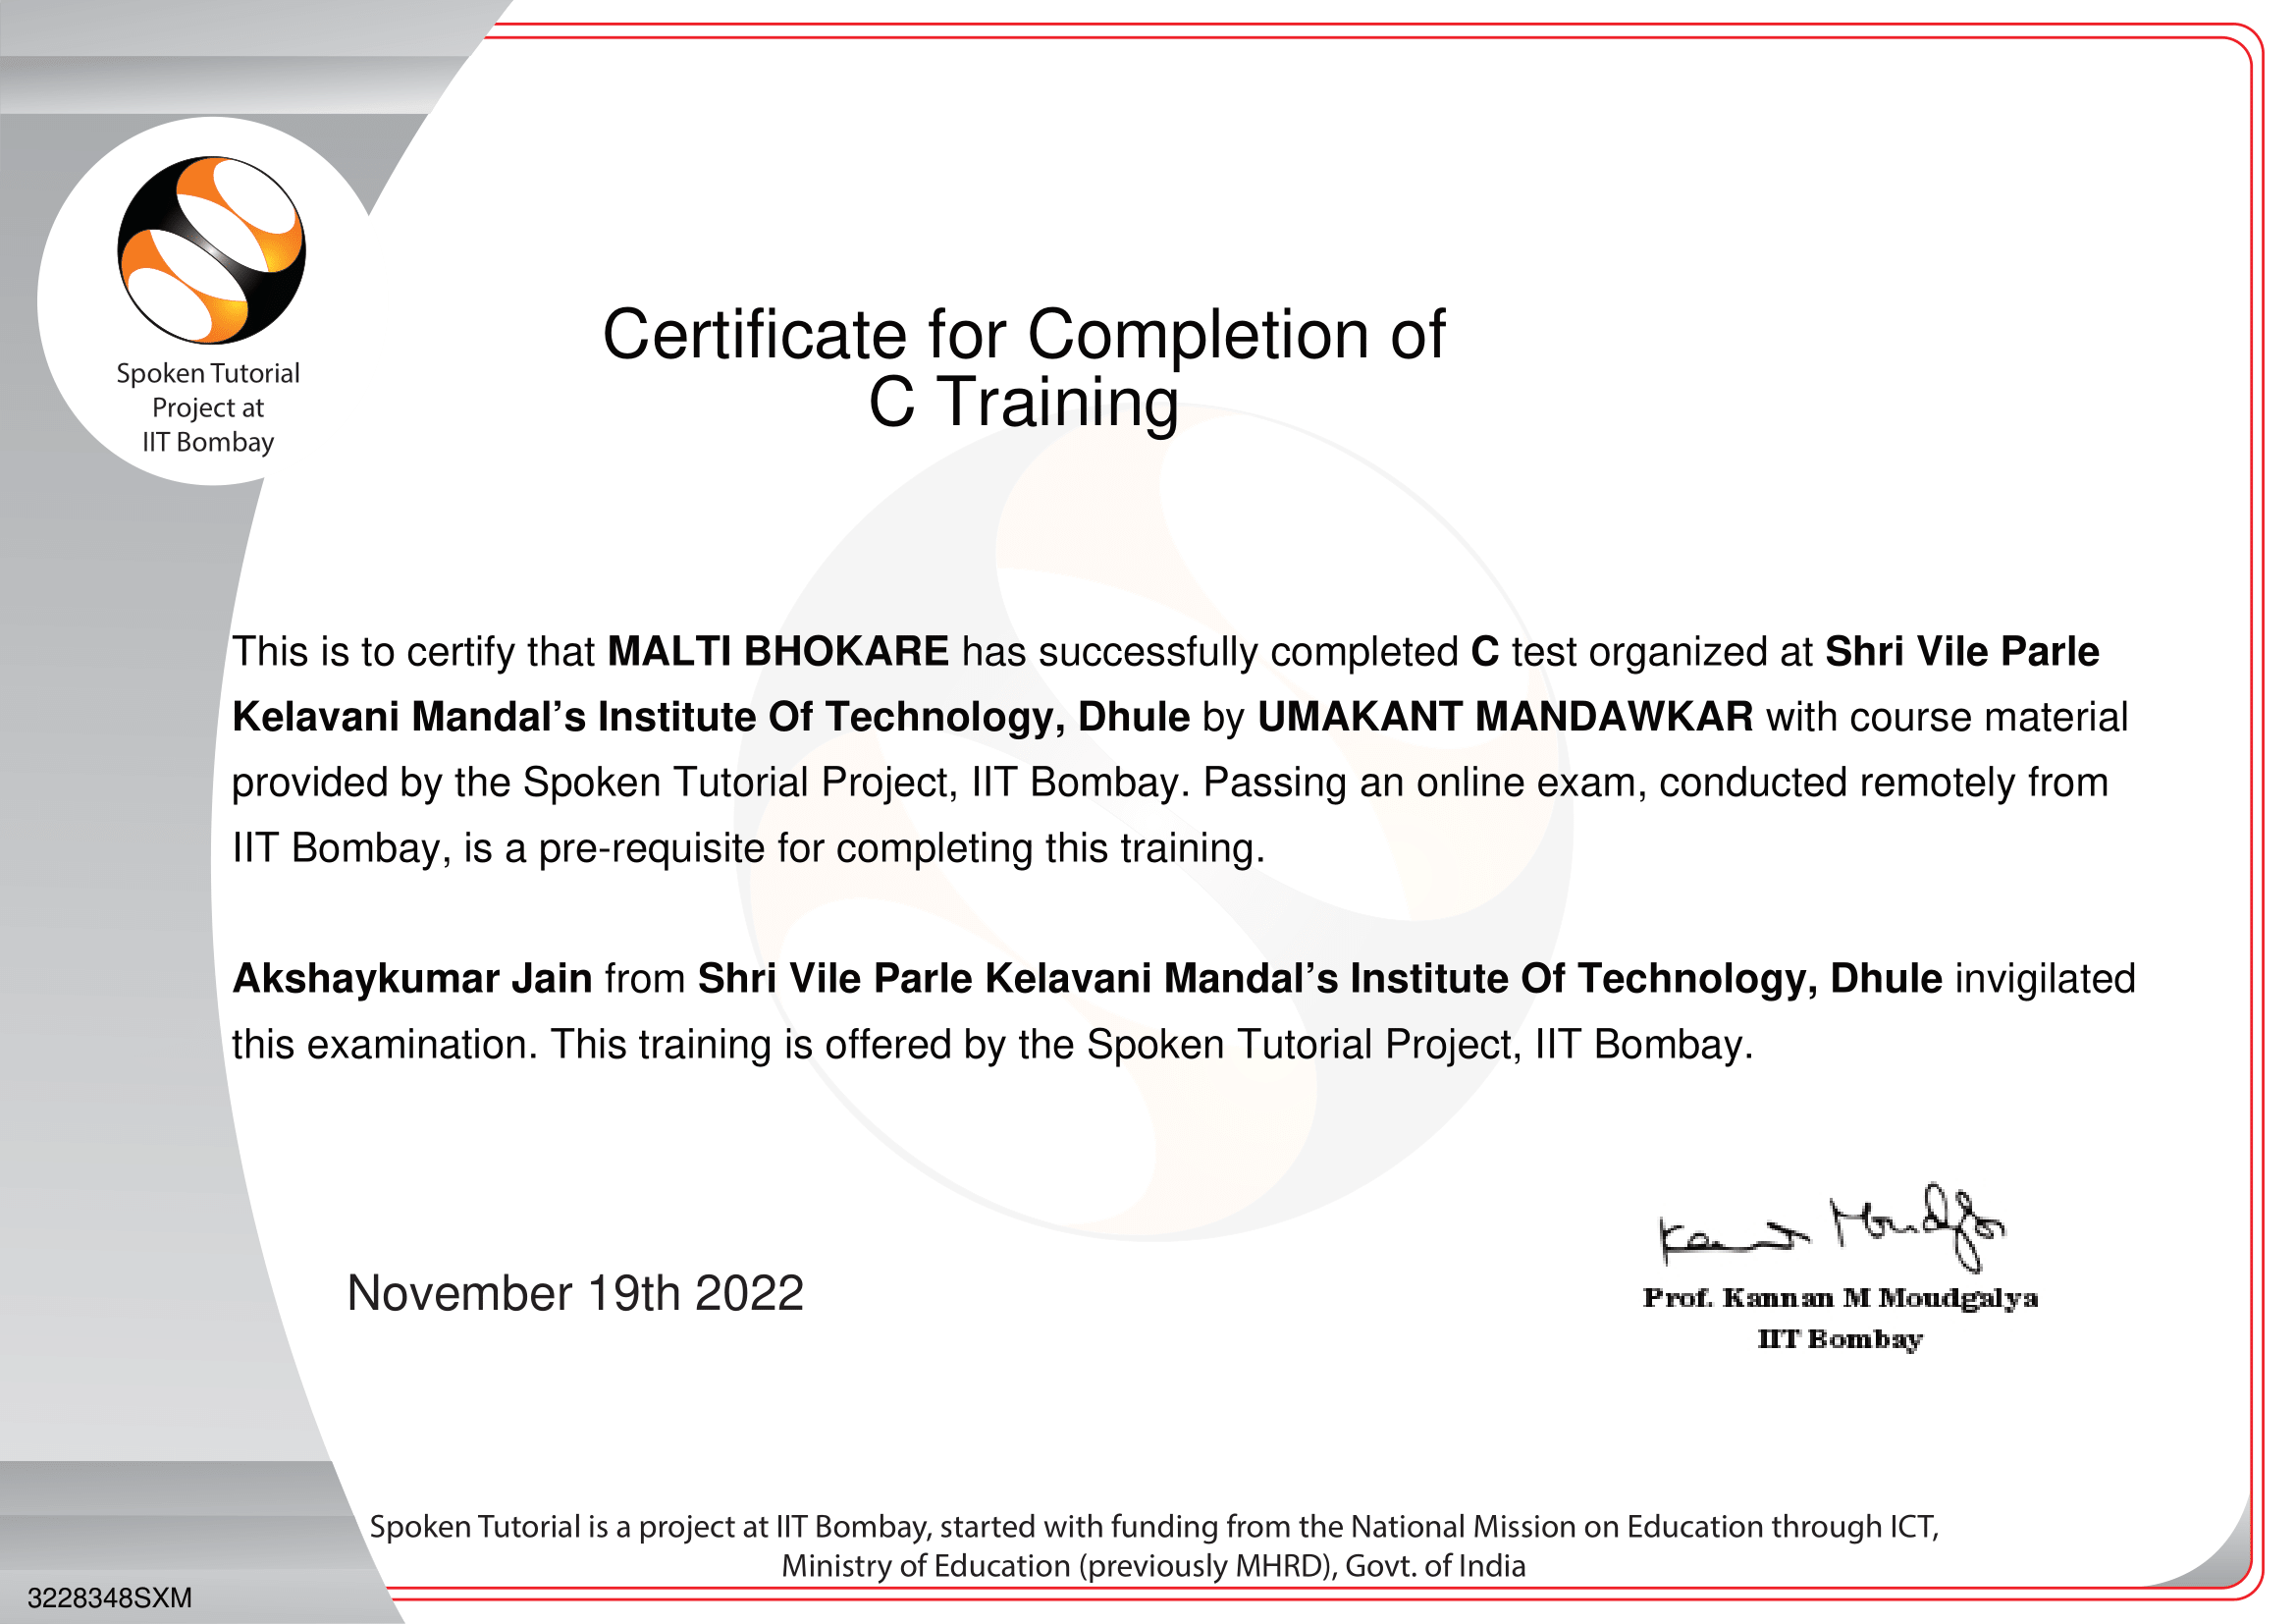 Spoken Tutorial
Project at
IIT Bombay
Certificate for Completion of
C Training
This is to certify that MALTI BHOKARE has successfully completed C test organized at Shri Vile Parle
Kelavani Mandal’s Institute Of Technology, Dhule by UMAKANT MANDAWKAR with course material
provided by the Spoken Tutorial Project, IIT Bombay. Passing an online exam, conducted remotely from
IIT Bombay, is a pre-requisite for completing this training.
Akshaykumar Jain from Shri Vile Parle Kelavani Mandal’s Institute Of Technology, Dhule invigilated
this examination. This training is offered by the Spoken Tutorial Project, IIT Bombay.
November 19th 2022
Kannan Moudgalya
Prof. Kannan M Moudgalya
IIT Bombay
Spoken Tutorial is a project at IIT Bombay, started with funding from the National Mission on Education through ICT,
Ministry of Education (previously MHRD), Govt. of India
3228348SXM